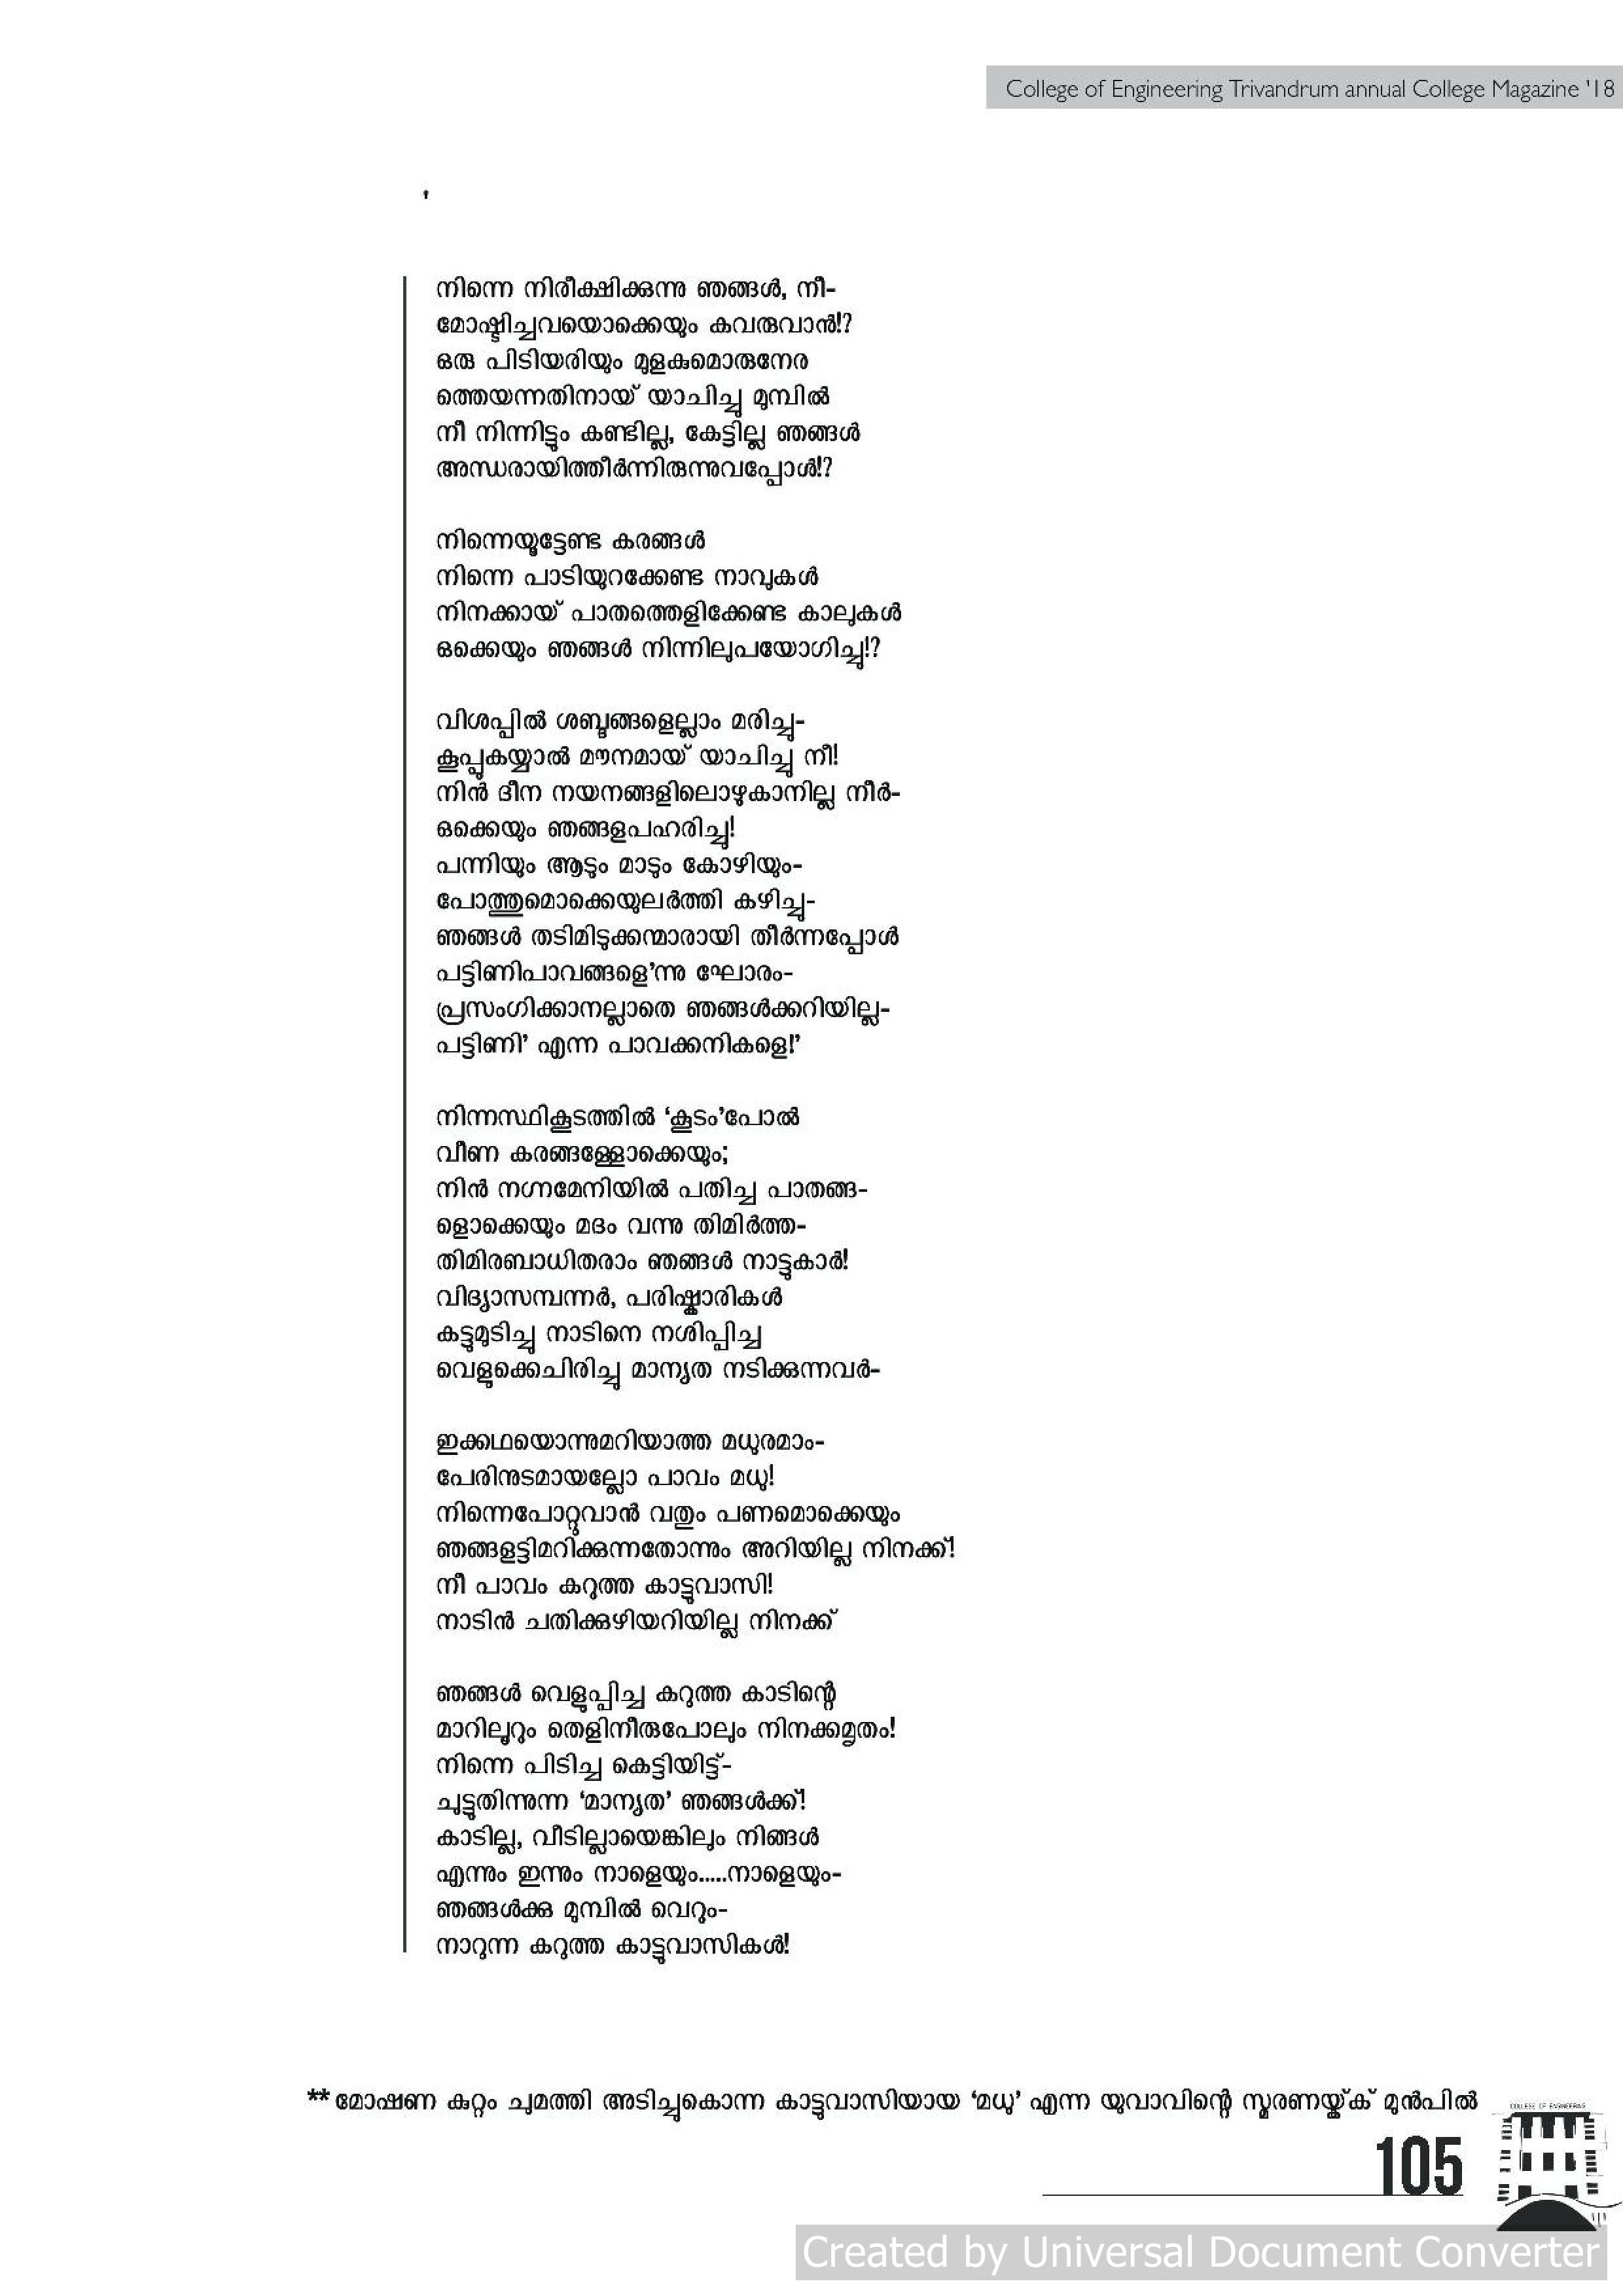 College of Engineering Trivandrum annual College Magazine '18
'
നിന്നെ നിരീക്ഷിക്കുന്നു ഞങ്ങൾ, നീ-
മോഷ്ടിച്ചവയൊക്കെയും കവരുവാൻ!?
ഒരു പിടിയരിയും മുളകുമൊരുനേര
ത്തെയന്നതിനായ് യാചിച്ചു മുമ്പിൽ
നീ നിന്നിട്ടും കണ്ടില്ല, കേട്ടില്ല ഞങ്ങൾ
അന്ധരായിത്തീർന്നിരുന്നുവപ്പോൾ!?
നിന്നെയൂട്ടേണ്ട കരങ്ങൾ
നിന്നെ പാടിയുറക്കേണ്ട നാവുകൾ
നിനക്കായ് പാതത്തെളിക്കേണ്ട കാലുകൾ
ഒക്കെയും ഞങ്ങൾ നിന്നിലുപയോഗിച്ചു!?
വിശപ്പിൽ ശബ്ദങ്ങളെല്ലാം മരിച്ചു-
കൂപ്പുകയ്യാൽ മൗനമായ് യാചിച്ചു നീ!
നിൻ ദീന നയനങ്ങളിലൊഴുകാനില്ല നീർ-
ഒക്കെയും ഞങ്ങളപഹരിച്ചു!
പന്നിയും ആടും മാടും കോഴിയും-
പോത്തുമൊക്കെയുലർത്തി കഴിച്ചു-
ഞങ്ങൾ തടിമിടുക്കന്മാരായി തീർന്നപ്പോൾ
പട്ടിണിപാവങ്ങളെ'ന്നു ഘോരം-
പ്രസംഗിക്കാനല്ലാതെ ഞങ്ങൾക്കറിയില്ല-
പട്ടിണി’ എന്ന പാവക്കനികളെ!’
നിന്നസ്ഥികൂടത്തിൽ ‘കൂടം’പോൽ
വീണ കരങ്ങള്ളോക്കെയും;
നിൻ നഗ്നമേനിയിൽ പതിച്ച പാതങ്ങ-
ളൊക്കെയും മദം വന്നു തിമിർത്ത-
തിമിരബാധിതരാം ഞങ്ങൾ നാട്ടുകാർ!
വിദ്യാസമ്പന്നർ, പരിഷ്കാരികൾ
കട്ടുമുടിച്ചു നാടിനെ നശിപ്പിച്ച
വെളുക്കെചിരിച്ചു മാന്യത നടിക്കുന്നവർ-
ഇക്കഥയൊന്നുമറിയാത്ത മധുരമാം-
പേരിനുടമായല്ലോ പാവം മധു!
നിന്നെപോറ്റുവാൻ വതും പണമൊക്കെയും
ഞങ്ങളട്ടിമറിക്കുന്നതോന്നും അറിയില്ല നിനക്ക്!
നീ പാവം കറുത്ത കാട്ടുവാസി!
നാടിൻ ചതിക്കുഴിയറിയില്ല നിനക്ക്
ഞങ്ങൾ വെളുപ്പിച്ച കറുത്ത കാടിന്റെ
മാറിലൂറും തെളിനീരുപോലും നിനക്കമൃതം!
നിന്നെ പിടിച്ച കെട്ടിയിട്ട്-
ചുട്ടുതിന്നുന്ന ‘മാന്യത’ ഞങ്ങൾക്ക്!
കാടില്ല, വീടില്ലായെങ്കിലും നിങ്ങൾ
എന്നും ഇന്നും നാളെയും.....നാളെയും-
ഞങ്ങൾക്കു മുമ്പിൽ വെറും-
നാറുന്ന കറുത്ത കാട്ടുവാസികൾ!
** മോഷണ കുറ്റം ചുമത്തി അടിച്ചുകൊന്ന കാട്ടുവാസിയായ ‘മധു’ എന്ന യുവാവിന്റെ സ്മരണയ്ക്ക് മുൻപിൽ
COLLEGE OF ENGINEERING
105
Created by Universal Document Converter